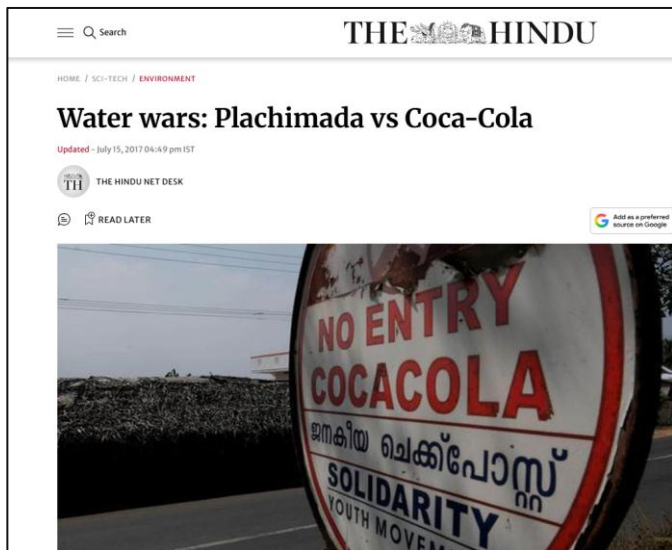 Search
THE HINDU
HOME / SCI-TECH / ENVIRONMENT
Water wars: Plachimada vs Coca-Cola
Updated - July 15, 2017 04:49 pm IST
TH
THE HINDU NET DESK
READ LATER
G Add as a preferred
source on Google
NO ENTRY
COCACOLA
ജനകീയ ചെക്ക്പോസ്റ്റ്
SOLIDARITY
YOUTH